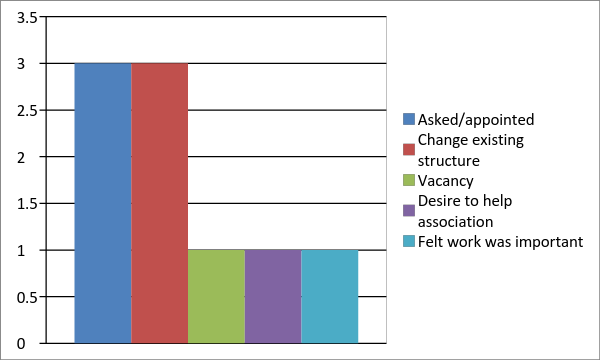 3.5
3
2.5
2
1.5
1
0.5
0
Asked/appointed
Change existing
structure
Vacancy
Desire to help
association
Felt work was important